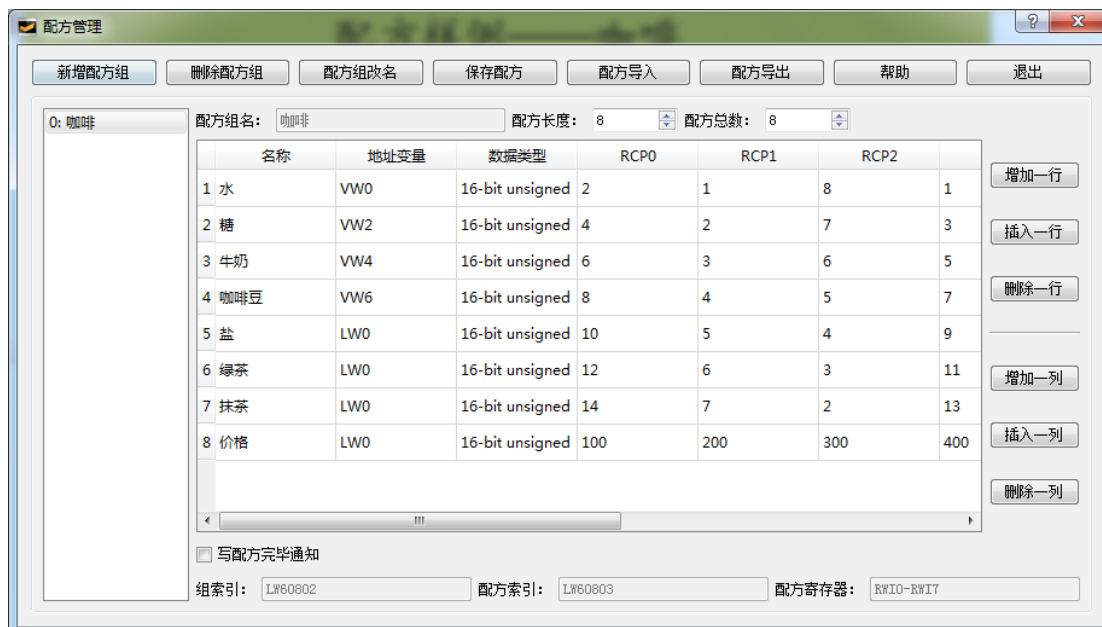 配方管理
配方样例——咖啡
新增配方组 删除配方组 配方组改名 保存配方 配方导入 配方导出 帮助 退出
0: 咖啡
配方组名: 咖啡 配方长度: 8 配方总数: 8
名称 地址变量 数据类型 RCP0 RCP1 RCP2
1 水 VW0 16-bit unsigned 2 1 8 1
2 糖 VW2 16-bit unsigned 4 2 7 3
3 牛奶 VW4 16-bit unsigned 6 3 6 5
4 咖啡豆 VW6 16-bit unsigned 8 4 5 7
5 盐 LW0 16-bit unsigned 10 5 4 9
6 绿茶 LW0 16-bit unsigned 12 6 3 11
7 抹茶 LW0 16-bit unsigned 14 7 2 13
8 价格 LW0 16-bit unsigned 100 200 300 400
增加一行
插入一行
删除一行
增加一列
插入一列
删除一列
写配方完毕通知
组索引: LW60802 配方索引: LW60803 配方寄存器: RWI0-RWI7